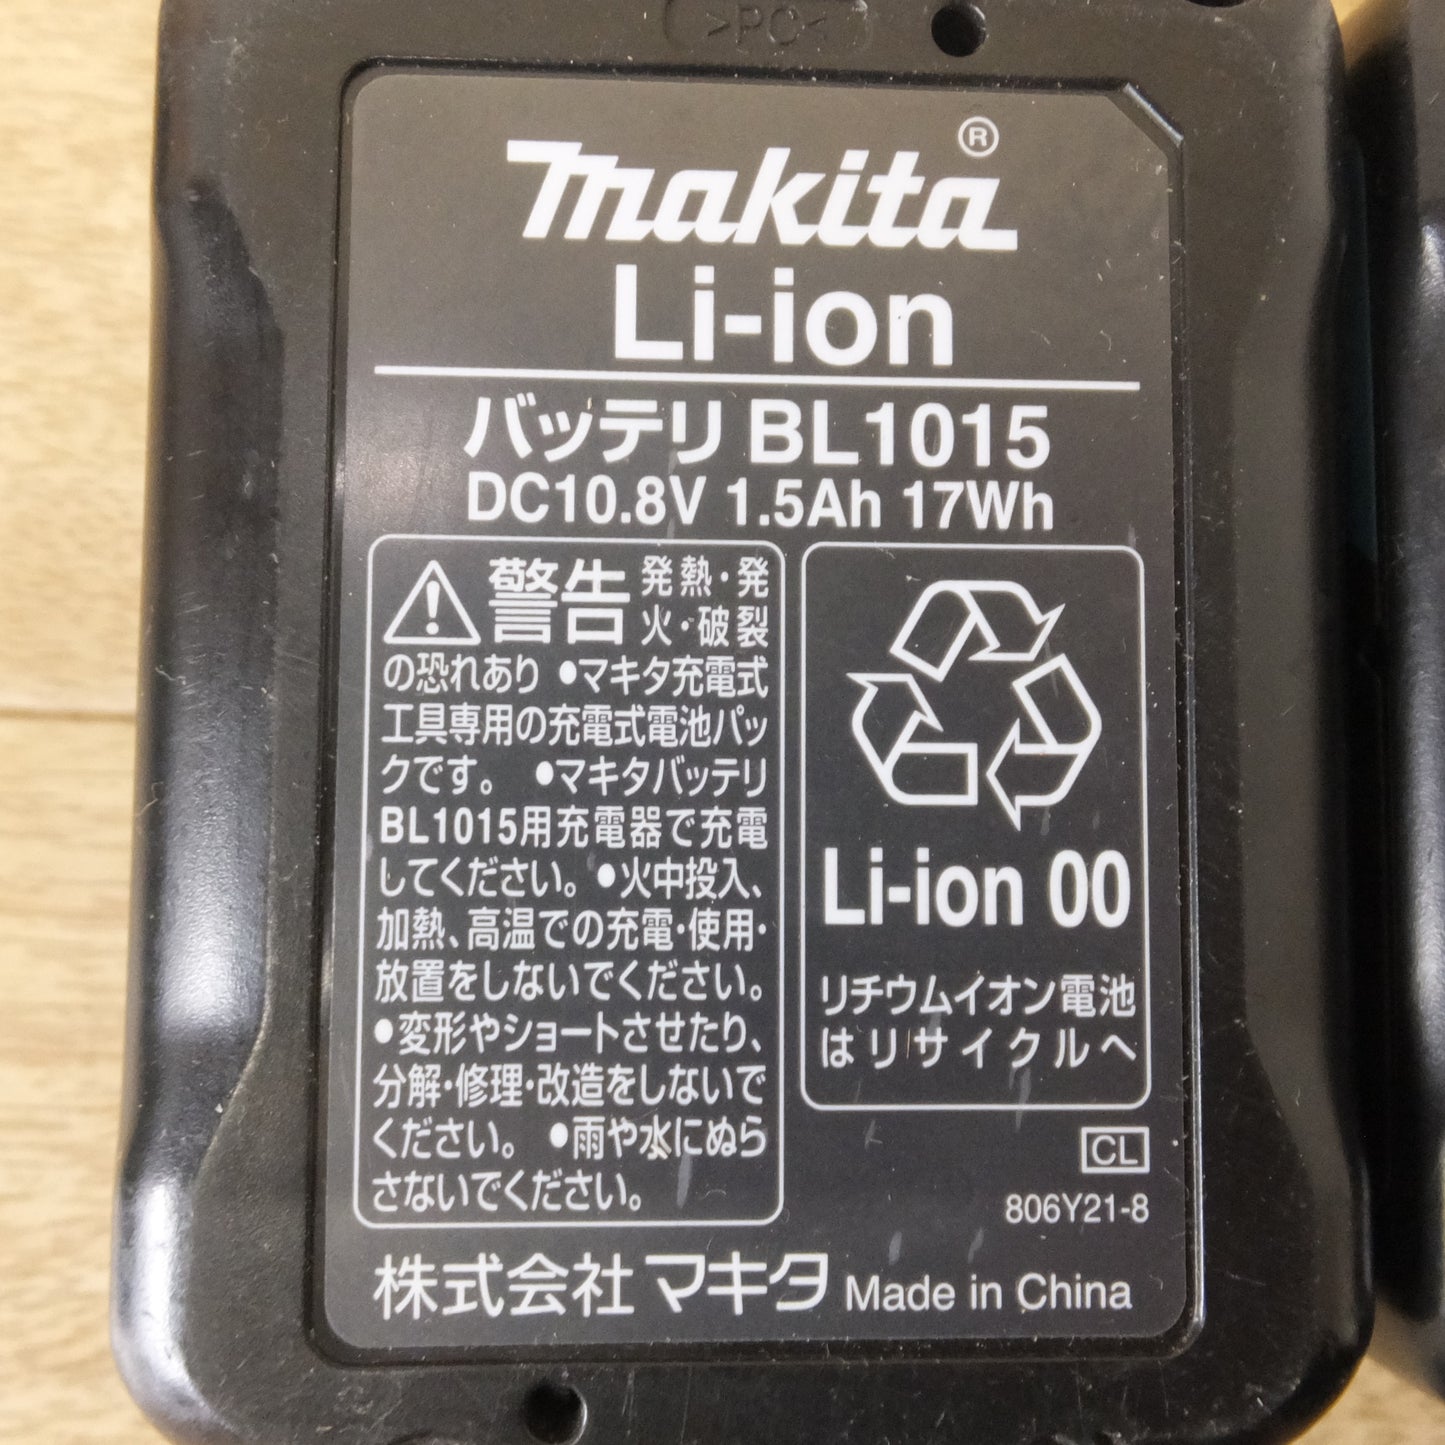 >PC<
makita®
Li-ion
バッテリ BL1015
DC10.8V 1.5Ah 17Wh
警告 発熱・発
火・破裂
の恐れあり ●マキタ充電式
工具専用の充電式電池パッ
クです。 ●マキタバッテリ
BL1015用充電器で充電
してください。●火中投入、
加熱、高温での充電・使用・
放置をしないでください。
●変形やショートさせたり、
分解・修理・改造をしないで
ください。 ●雨や水にぬら
さないでください。
Li-ion 00
リチウムイオン電池
はリサイクルへ
CL
806Y21-8
株式会社マキタ Made in China